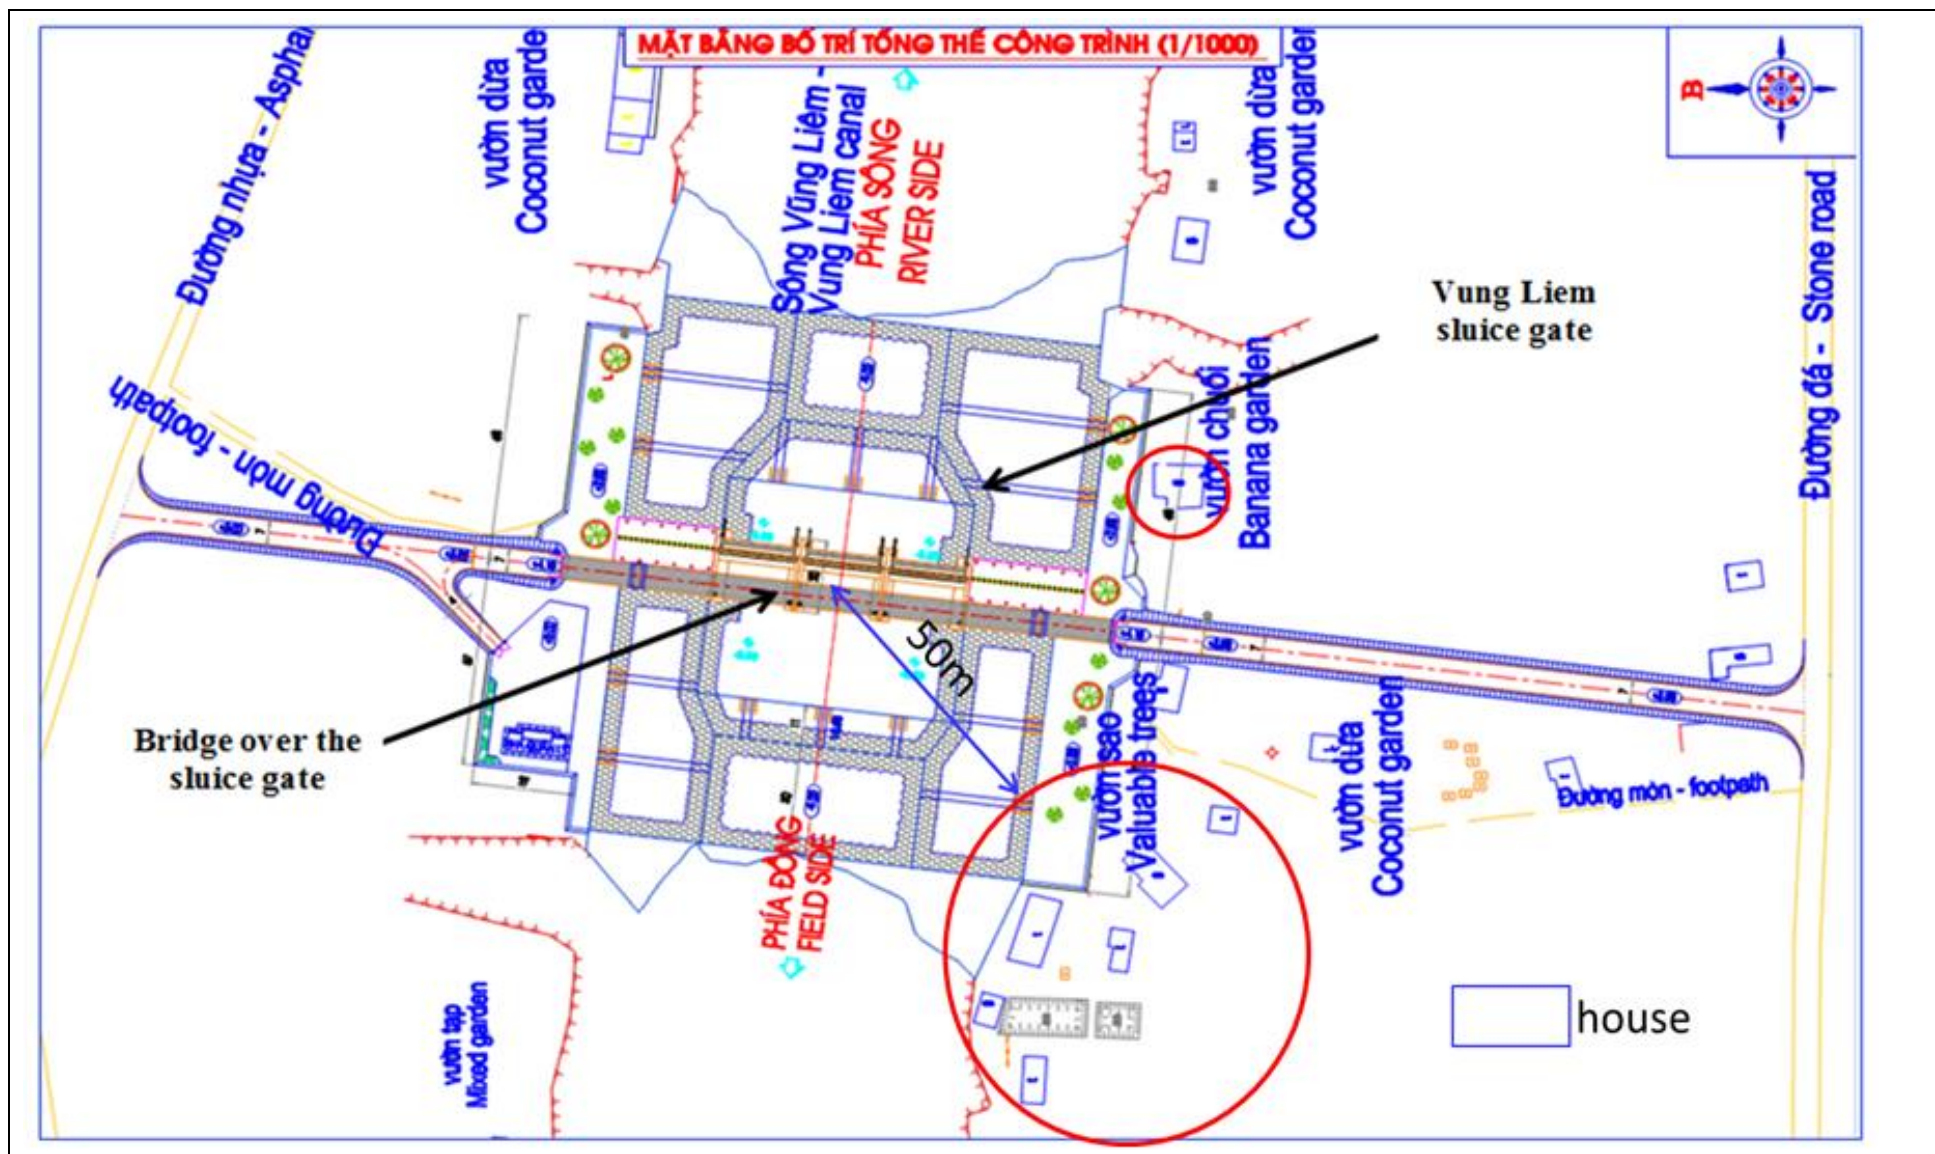 MẶT BẰNG BỐ TRÍ TỔNG THỂ CÔNG TRÌNH (1/1000)
B
Đường nhựa - Asphal
vườn dừa
Coconut garde
Sông Vũng Liêm -
Vung Liem canal
PHÍA SÔNG
RIVER SIDE
vườn dừa
Coconut garden
Đường đá - Stone road
Vung Liem
sluice gate
vườn chuối
Banana garden
Đường mòn - footpath
50m
Bridge over the
sluice gate
vườn sao
Valuable trees
vườn dừa
Coconut garden
Đường mòn - footpath
PHÍA ĐỒNG
FIELD SIDE
vườn tạp
Mixed garden
house